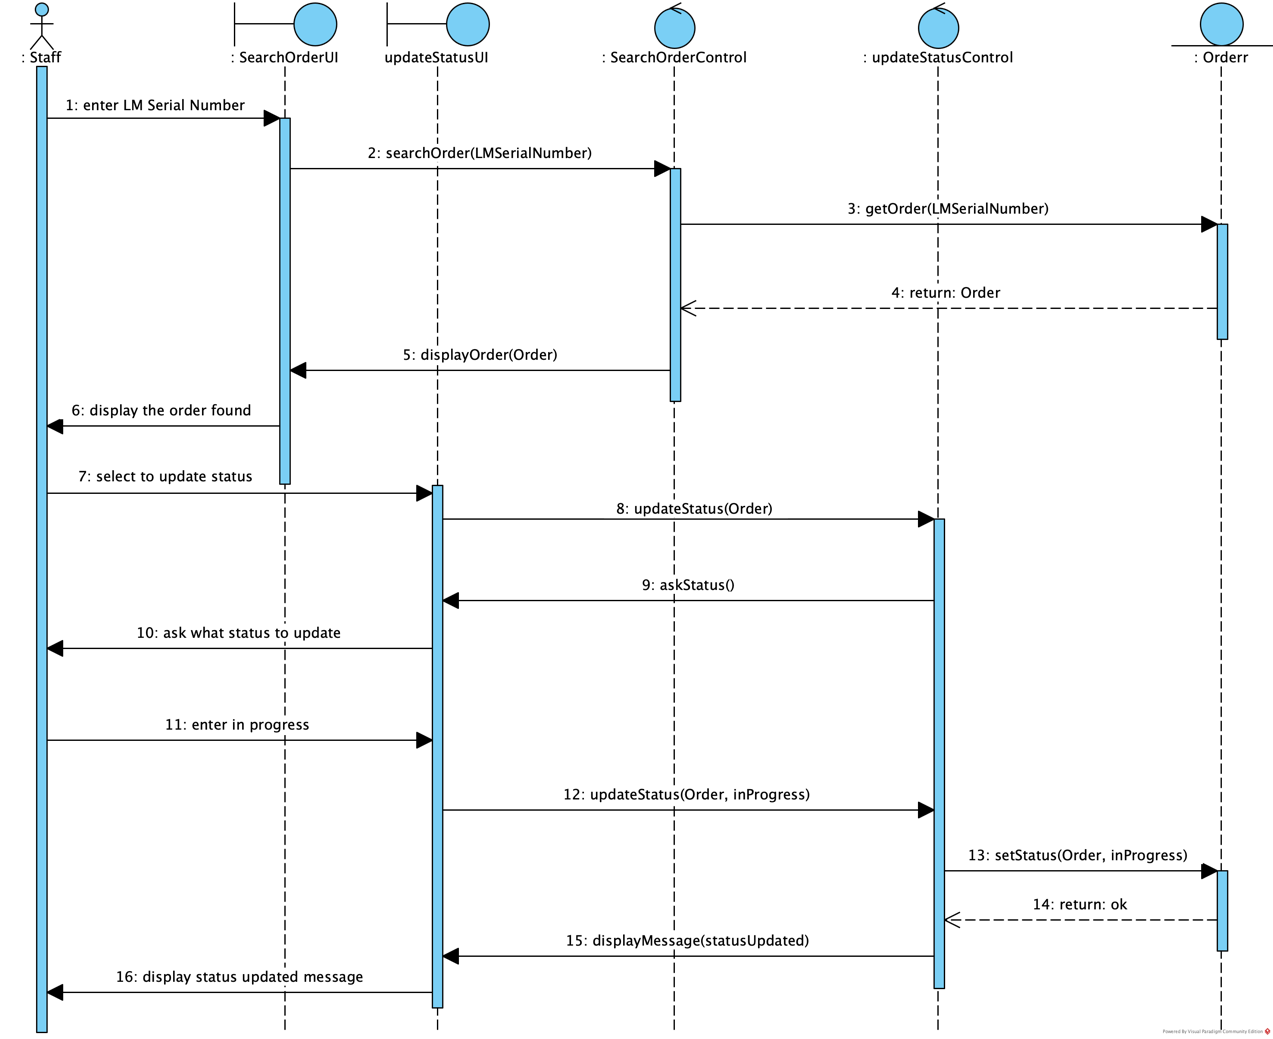 : Staff
: SearchOrderUI
updateStatusUI
: SearchOrderControl
: updateStatusControl
: Orderr
1: enter LM Serial Number
2: searchOrder(LMSerialNumber)
3: getOrder(LMSerialNumber)
4: return: Order
5: displayOrder(Order)
6: display the order found
7: select to update status
8: updateStatus(Order)
9: askStatus()
10: ask what status to update
11: enter in progress
12: updateStatus(Order, inProgress)
13: setStatus(Order, inProgress)
14: return: ok
15: displayMessage(statusUpdated)
16: display status updated message
Powered By Visual Paradigm Community Edition